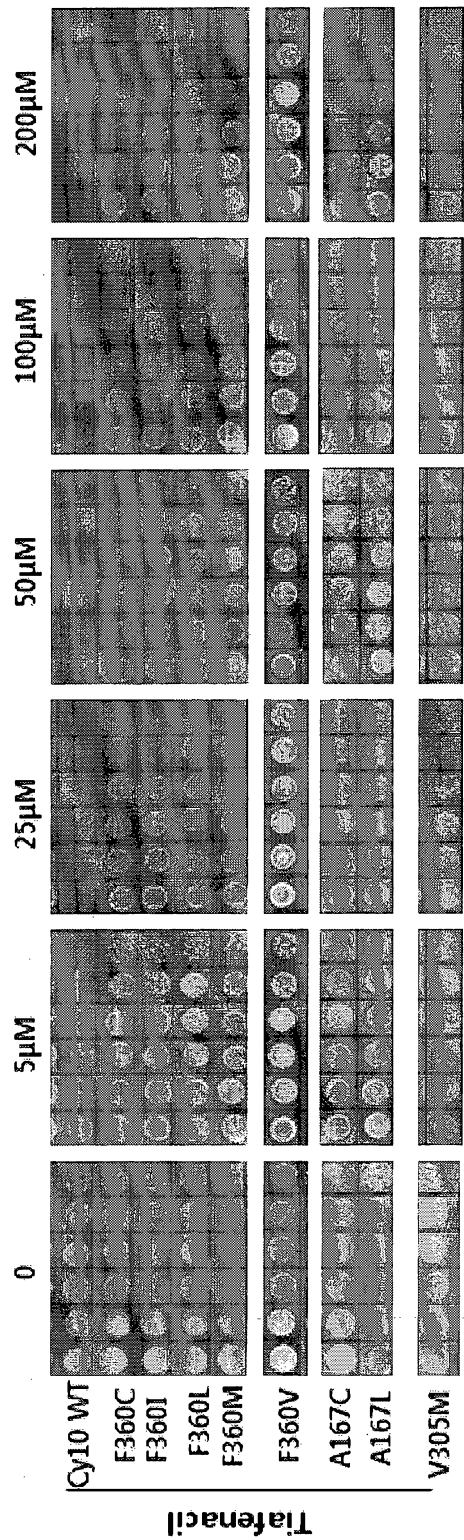 0 5μM 25μM 50μM 100μM 200μM
Tiafenacil
Cy10 WT
F360C
F360I
F360L
F360M
F360V
A167C
A167L
V305M